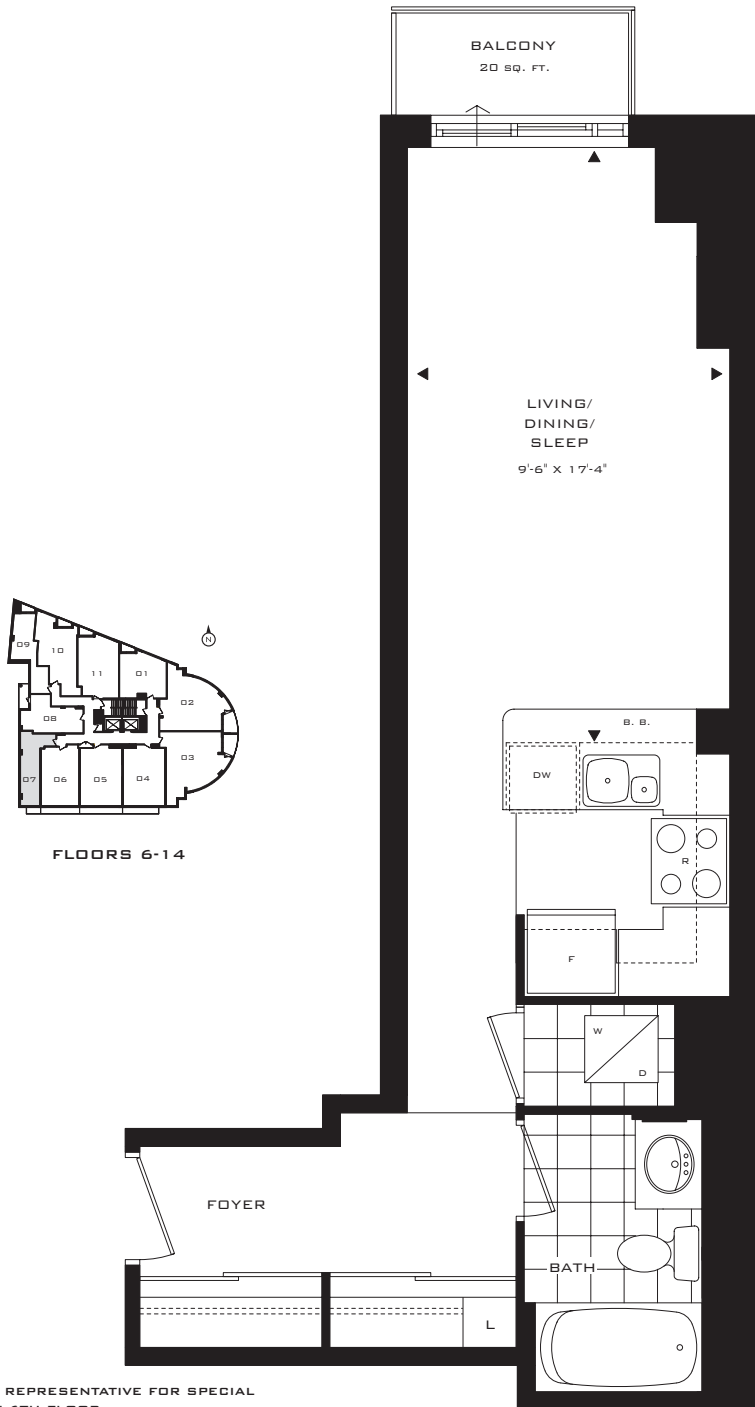 BALCONY
20 SQ. FT.
LIVING/
DINING/
SLEEP
9'-6" X 17'-4"
B. B.
DW
R
F
W
D
FOYER
BATH
L
N
09
10
11
01
02
08
03
07
06
05
04
FLOORS 6-14
REPRESENTATIVE FOR SPECIAL